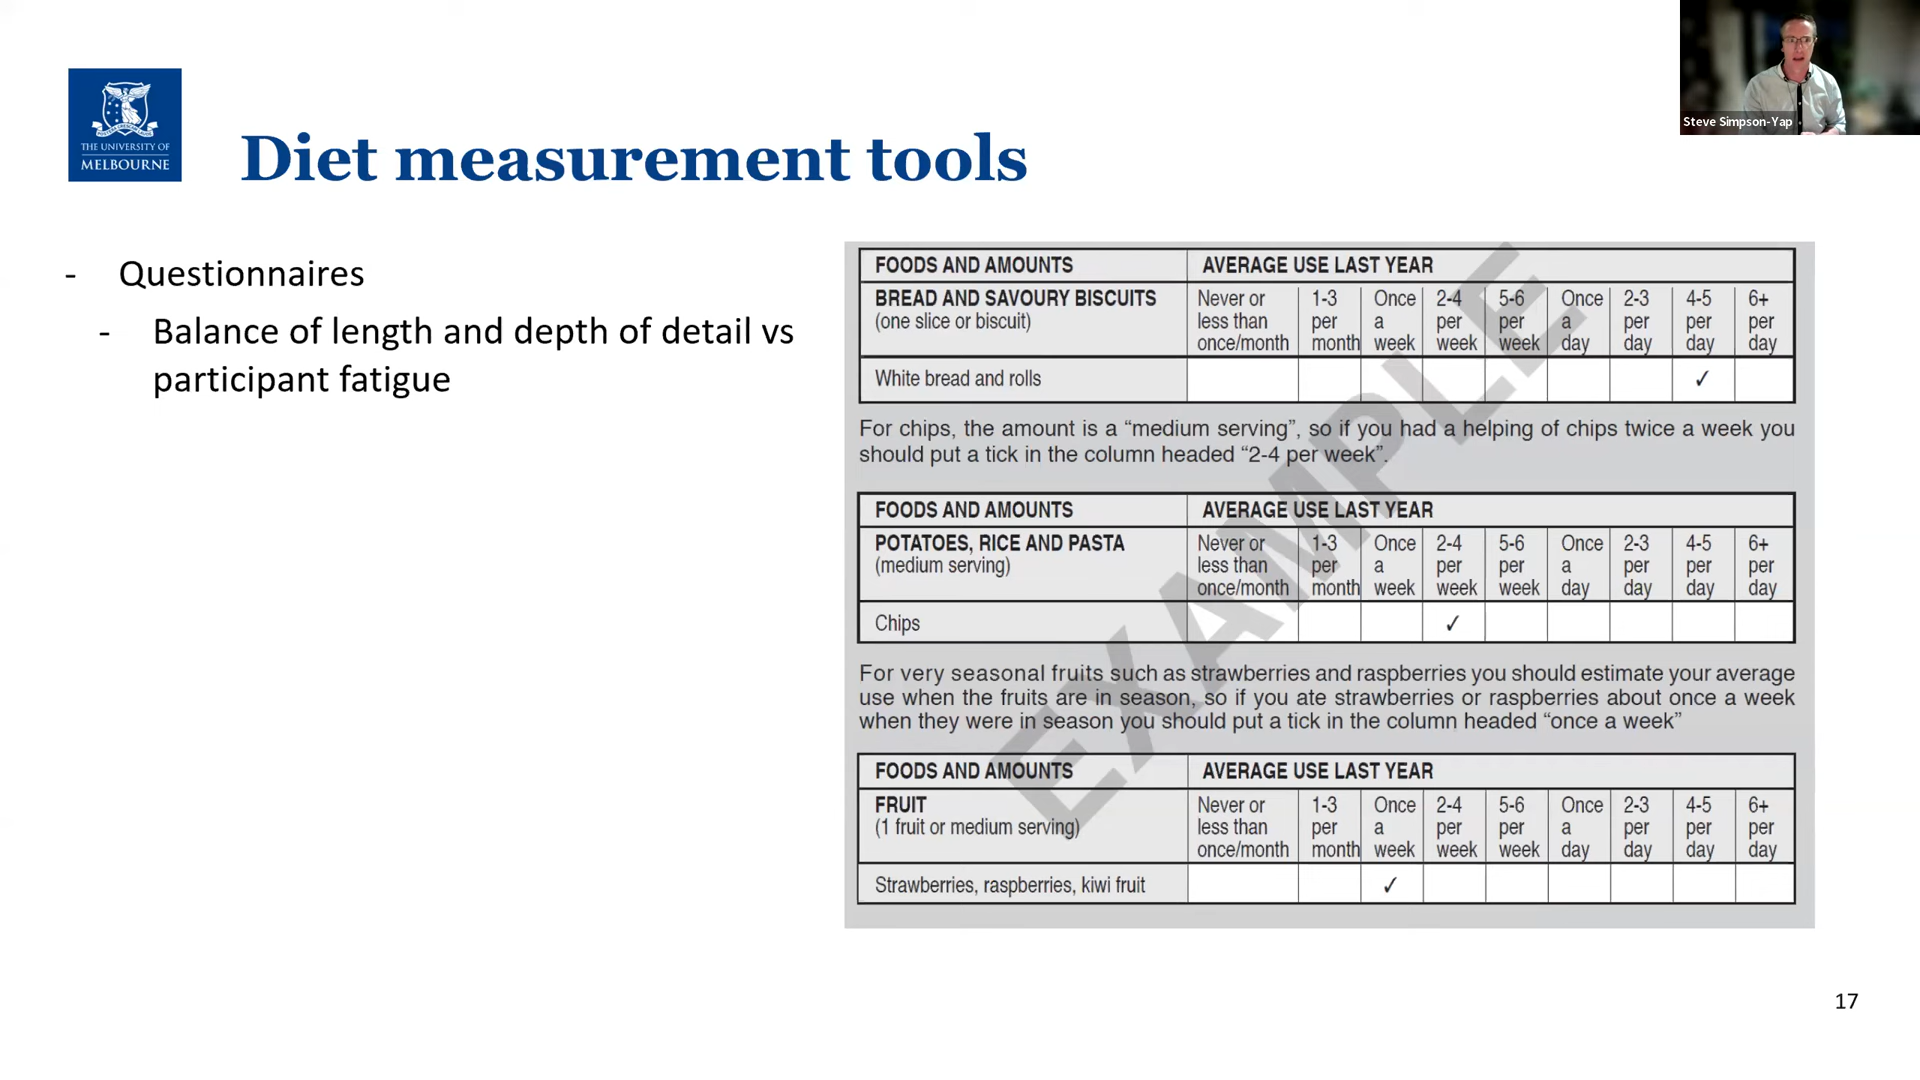 Steve Simpson-Yap
THE UNIVERSITY OF
MELBOURNE
Diet measurement tools
- Questionnaires
- Balance of length and depth of detail vs
participant fatigue
FOODS AND AMOUNTS AVERAGE USE LAST YEAR
BREAD AND SAVOURY BISCUITS Never or 1-3 Once 2-4 5-6 Once 2-3 4-5 6+
(one slice or biscuit) less than per a per per a per per per
once/month month week week week day day day day
White bread and rolls ✓
For chips, the amount is a “medium serving”, so if you had a helping of chips twice a week you
should put a tick in the column headed “2-4 per week”.
FOODS AND AMOUNTS AVERAGE USE LAST YEAR
POTATOES, RICE AND PASTA Never or 1-3 Once 2-4 5-6 Once 2-3 4-5 6+
(medium serving) less than per a per per a per per per
once/month month week week week day day day day
Chips ✓
For very seasonal fruits such as strawberries and raspberries you should estimate your average
use when the fruits are in season, so if you ate strawberries or raspberries about once a week
when they were in season you should put a tick in the column headed “once a week”
FOODS AND AMOUNTS AVERAGE USE LAST YEAR
FRUIT Never or 1-3 Once 2-4 5-6 Once 2-3 4-5 6+
(1 fruit or medium serving) less than per a per per a per per per
once/month month week week week day day day day
Strawberries, raspberries, kiwi fruit ✓
EXAMPLE
17